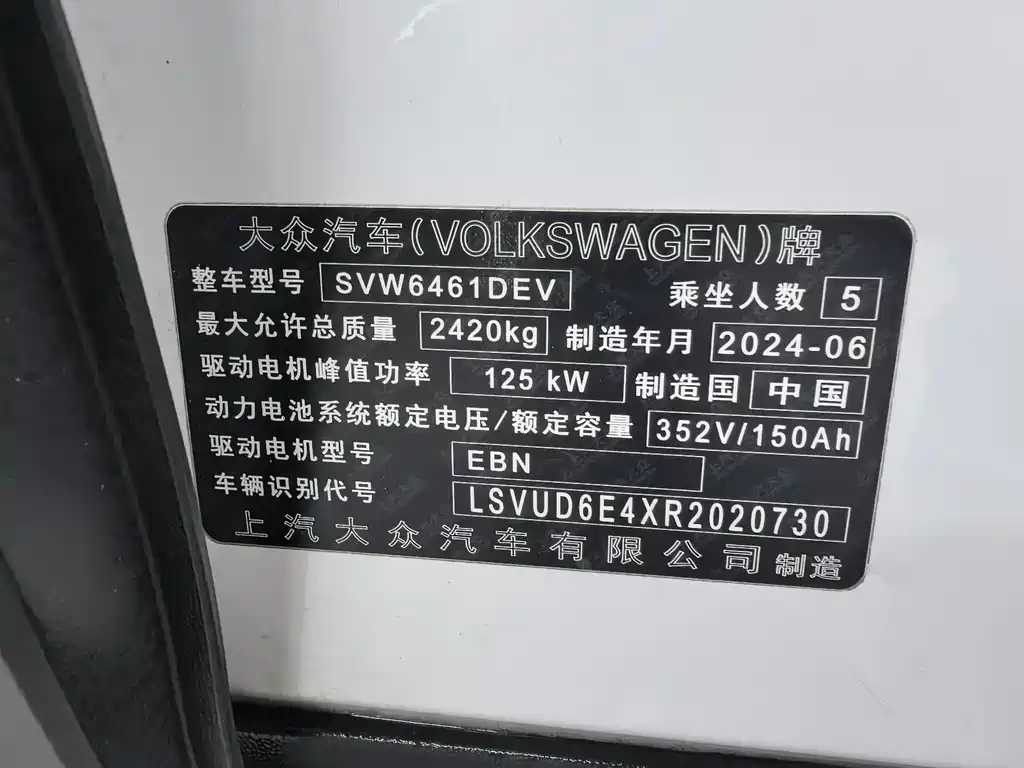 大众汽车(VOLKSWAGEN)牌
整车型号 SVW6461DEV 乘坐人数 5
最大允许总质量 2420kg 制造年月 2024-06
驱动电机峰值功率 125 kW 制造国 中国
动力电池系统额定电压/额定容量 352V/150Ah
驱动电机型号 EBN
车辆识别代号 LSVUD6E4XR2020730
上汽大众汽车有限公司 制造